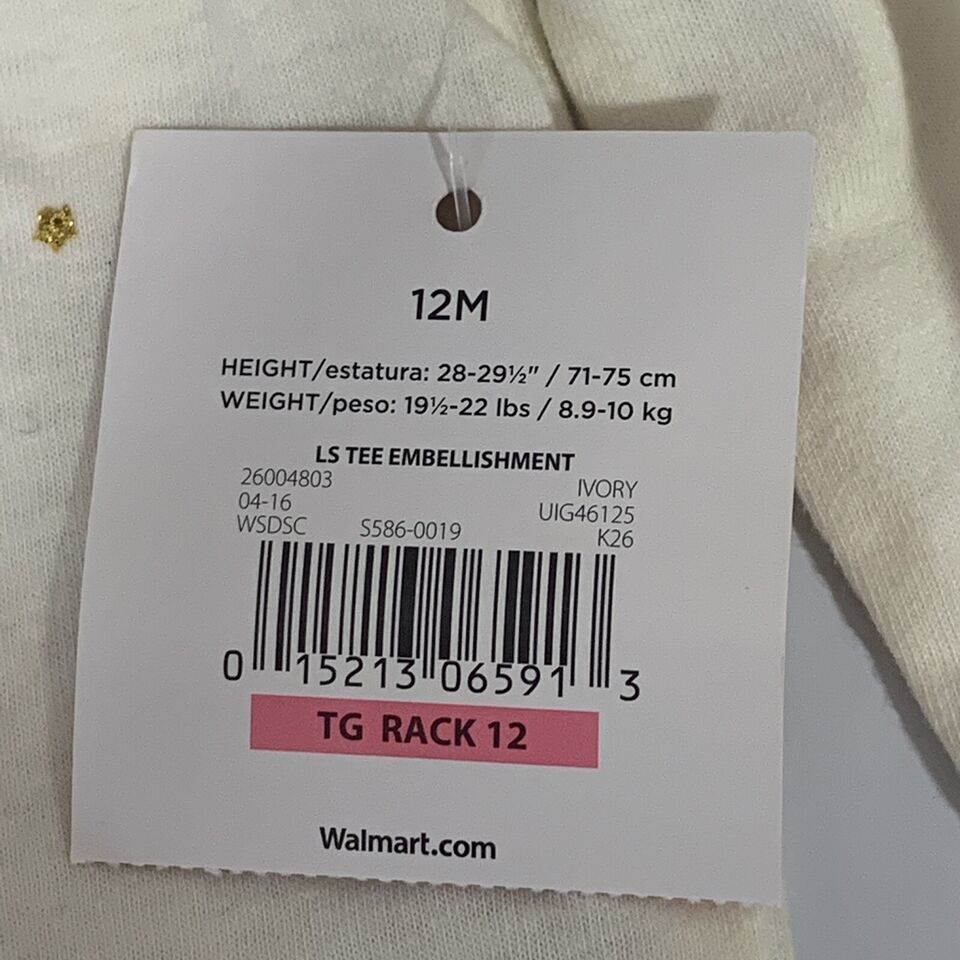 12M
HEIGHT/estatura: 28-29½" / 71-75 cm
WEIGHT/peso: 19½-22 lbs / 8.9-10 kg
LS TEE EMBELLISHMENT
26004803 IVORY
04-16 UIG46125
WSDSC S586-0019 K26
0 15213 06591 3
TG RACK 12
Walmart.com